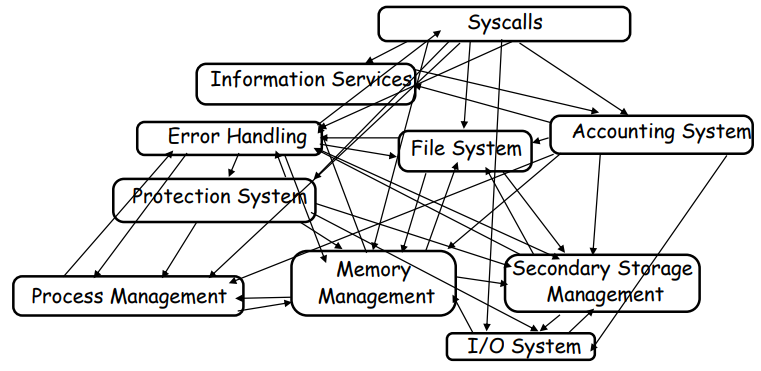 Syscalls
Information Services
Error Handling
File System
Accounting System
Protection System
Process Management
Memory
Management
Secondary Storage
Management
I/O System